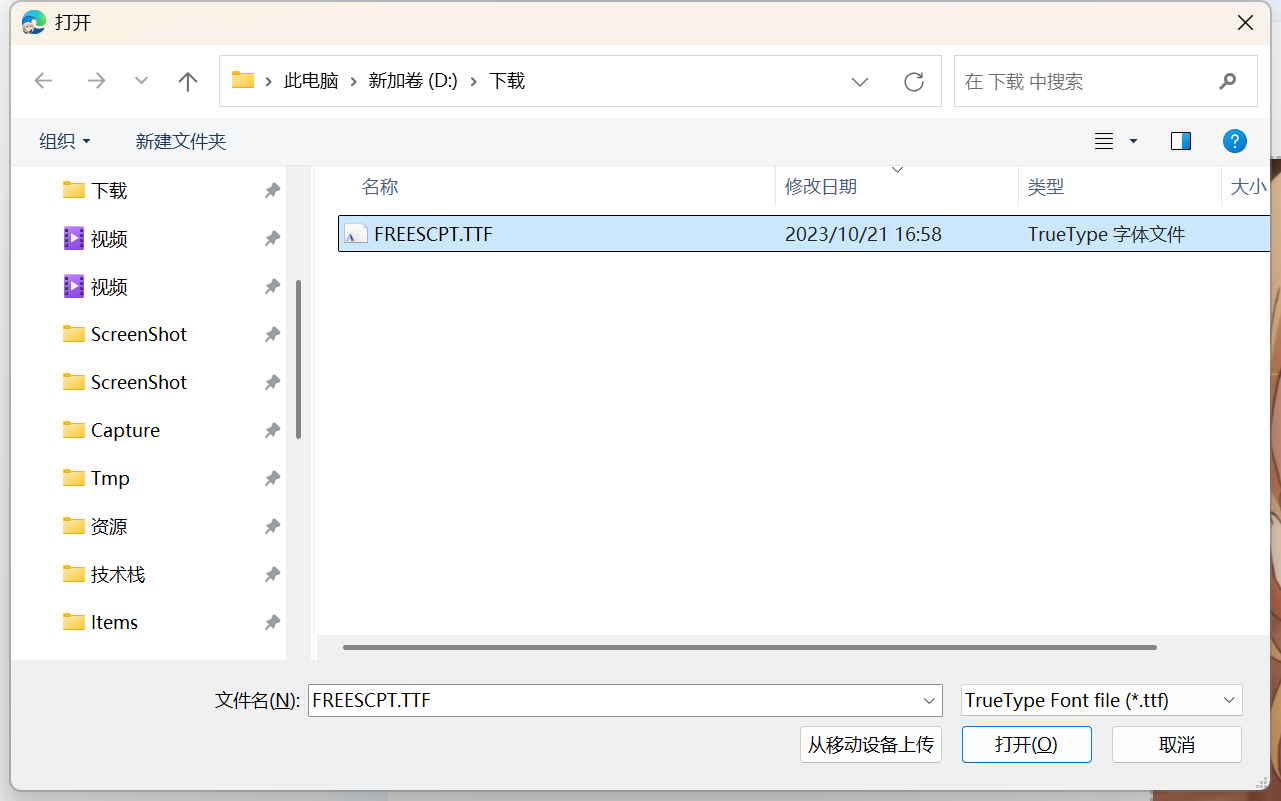 打开
此电脑 › 新加卷 (D:) › 下载
在 下载 中搜索
组织
新建文件夹
?
名称
修改日期
类型
大小
下载
视频
视频
ScreenShot
ScreenShot
Capture
Tmp
资源
技术栈
Items
FREESCPT.TTF
2023/10/21 16:58
TrueType 字体文件
文件名(N):
FREESCPT.TTF
TrueType Font file (*.ttf)
从移动设备上传
打开(O)
取消